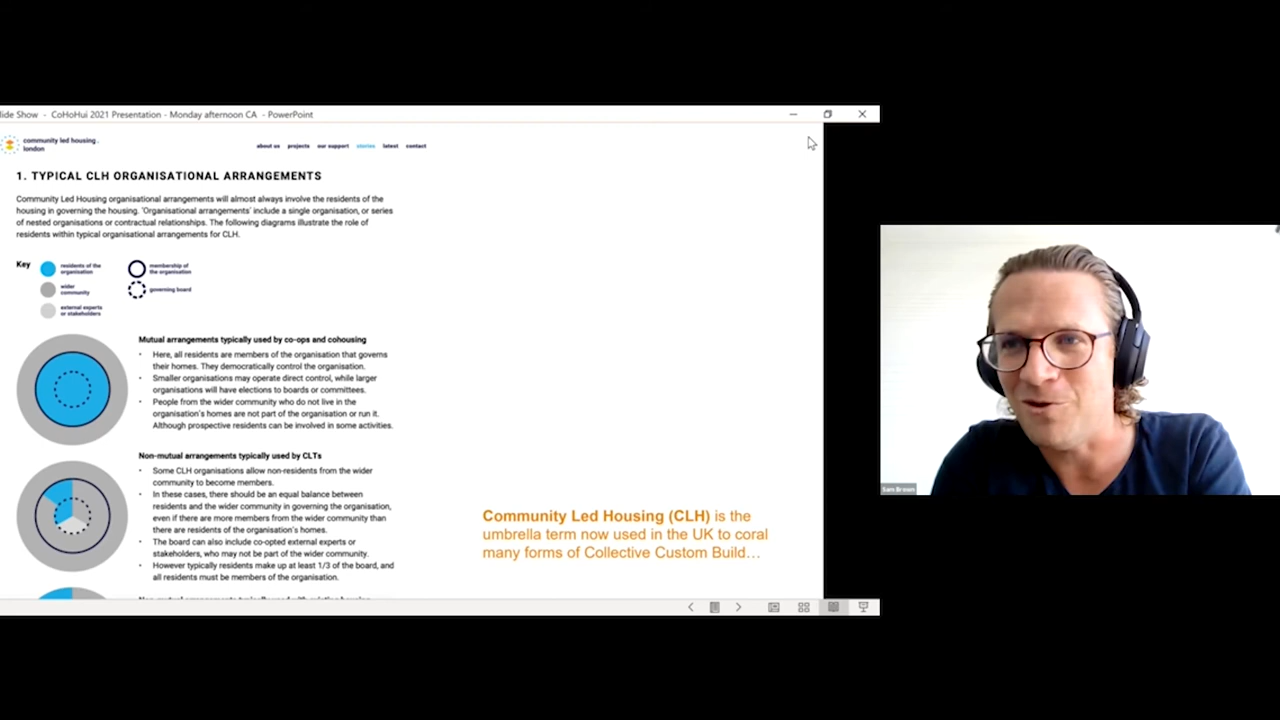 lide Show - CoHoHui 2021 Presentation - Monday afternoon CA - PowerPoint
community led housing .
london
about us projects our support stories latest contact
1. TYPICAL CLH ORGANISATIONAL ARRANGEMENTS
Community Led Housing organisational arrangements will almost always involve the residents of the
housing in governing the housing. 'Organisational arrangements' include a single organisation, or series
of nested organisations or contractual relationships. The following diagrams illustrate the role of
residents within typical organisational arrangements for CLH.
Key
residents of the
organisation
membership of
the organisation
wider
community
governing board
external experts
or stakeholders
Mutual arrangements typically used by co-ops and cohousing
• Here, all residents are members of the organisation that governs
their homes. They democratically control the organisation.
• Smaller organisations may operate direct control, while larger
organisations will have elections to boards or committees.
• People from the wider community who do not live in the
organisation's homes are not part of the organisation or run it.
Although prospective residents can be involved in some activities.
Non-mutual arrangements typically used by CLTs
• Some CLH organisations allow non-residents from the wider
community to become members.
• In these cases, there should be an equal balance between
residents and the wider community in governing the organisation,
even if there are more members from the wider community than
there are residents of the organisation's homes.
• The board can also include co-opted external experts or
stakeholders, who may not be part of the wider community.
• However typically residents make up at least 1/3 of the board, and
all residents must be members of the organisation.
Non-mutual arrangements typically used with existing housing
Community Led Housing (CLH) is the
umbrella term now used in the UK to coral
many forms of Collective Custom Build…
Sam Brown